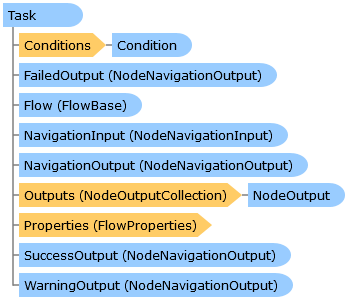 Task
Conditions Condition
FailedOutput (NodeNavigationOutput)
Flow (FlowBase)
NavigationInput (NodeNavigationInput)
NavigationOutput (NodeNavigationOutput)
Outputs (NodeOutputCollection) NodeOutput
Properties (FlowProperties)
SuccessOutput (NodeNavigationOutput)
WarningOutput (NodeNavigationOutput)